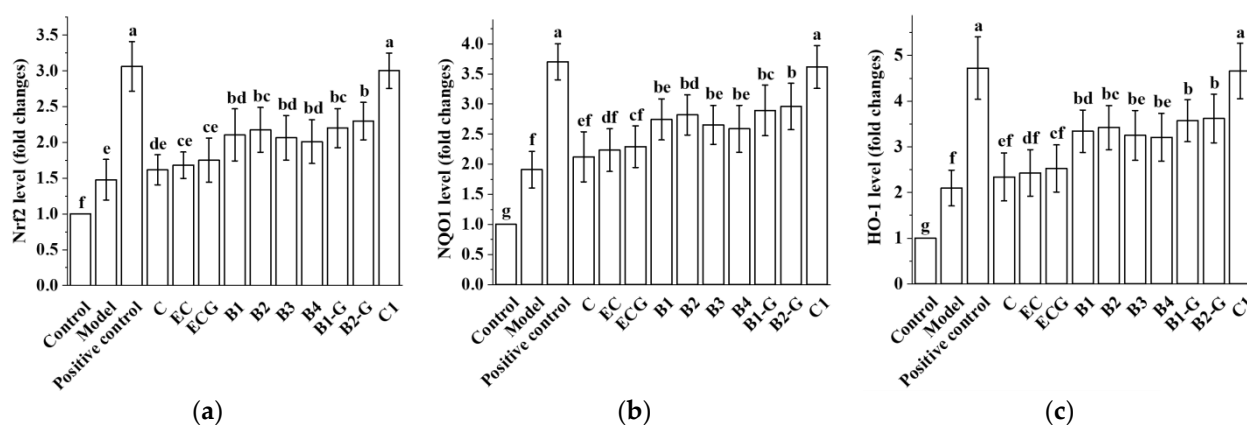 Nrf2 level (fold changes)
3.5
3.0
2.5
2.0
1.5
1.0
0.5
0.0
f
e
a
de
ce
ce
bd
bc
bd
bd
bc
b
a
Control
Model
Positive control
C
EC
ECG
B1
B2
B3
B4
B1-G
B2-G
C1
(a)
NQO1 level (fold changes)
4.0
3.5
3.0
2.5
2.0
1.5
1.0
0.5
0.0
g
f
a
ef
df
cf
be
b
be
be
bc
b
a
Control
Model
Positive control
C
EC
ECG
B1
B2
B3
B4
B1-G
B2-G
C1
(b)
HO-1 level (fold changes)
5
4
3
2
1
0
g
f
a
ef
df
cf
bd
bc
be
be
b
b
a
Control
Model
Positive control
C
EC
ECG
B1
B2
B3
B4
B1-G
B2-G
C1
(c)